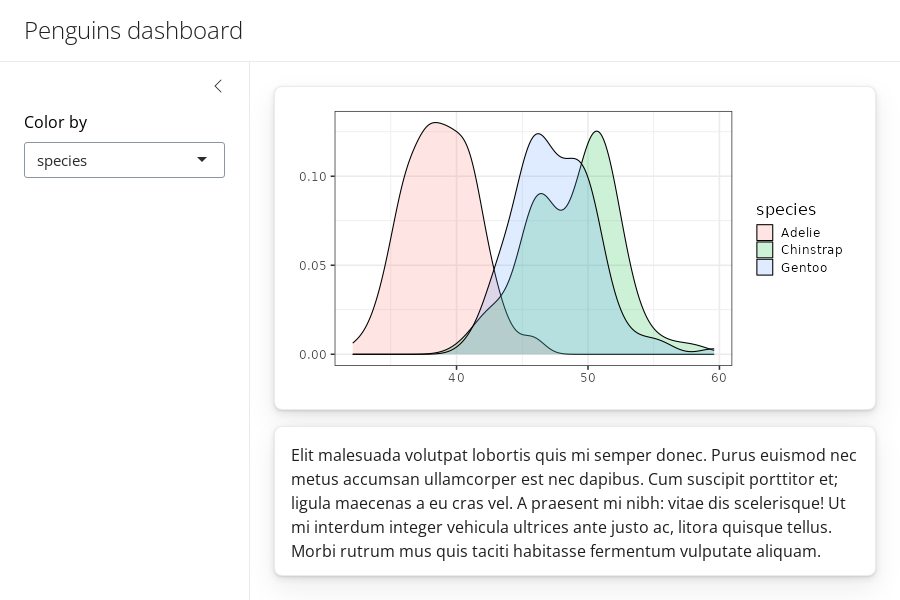 Penguins dashboard
Color by
species
0.10
0.05
0.00
40
50
60
species
Adelie
Chinstrap
Gentoo
Elit malesuada volutpat lobortis quis mi semper donec. Purus euismod nec
metus accumsan ullamcorper est nec dapibus. Cum suscipit porttitor et;
ligula maecenas a eu cras vel. A praesent mi nibh: vitae dis scelerisque! Ut
mi interdum integer vehicula ultrices ante justo ac, litora quisque tellus.
Morbi rutrum mus quis taciti habitasse fermentum vulputate aliquam.